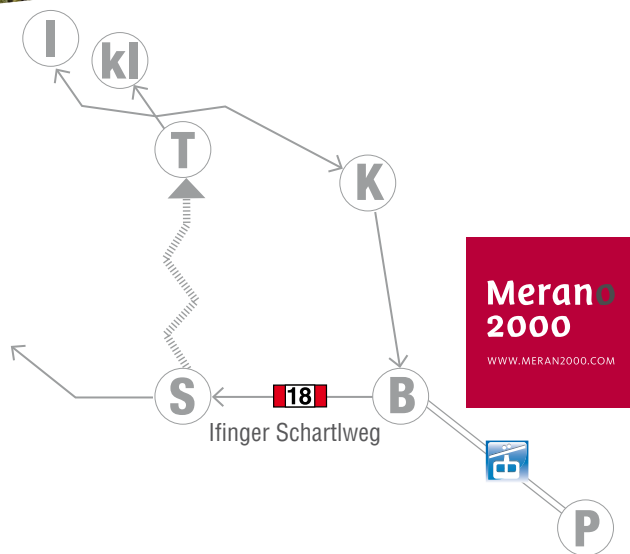 I
kl
T
K
Merano
2000
WWW.MERAN2000.COM
S
18
B
Ifinger Schartlweg
P